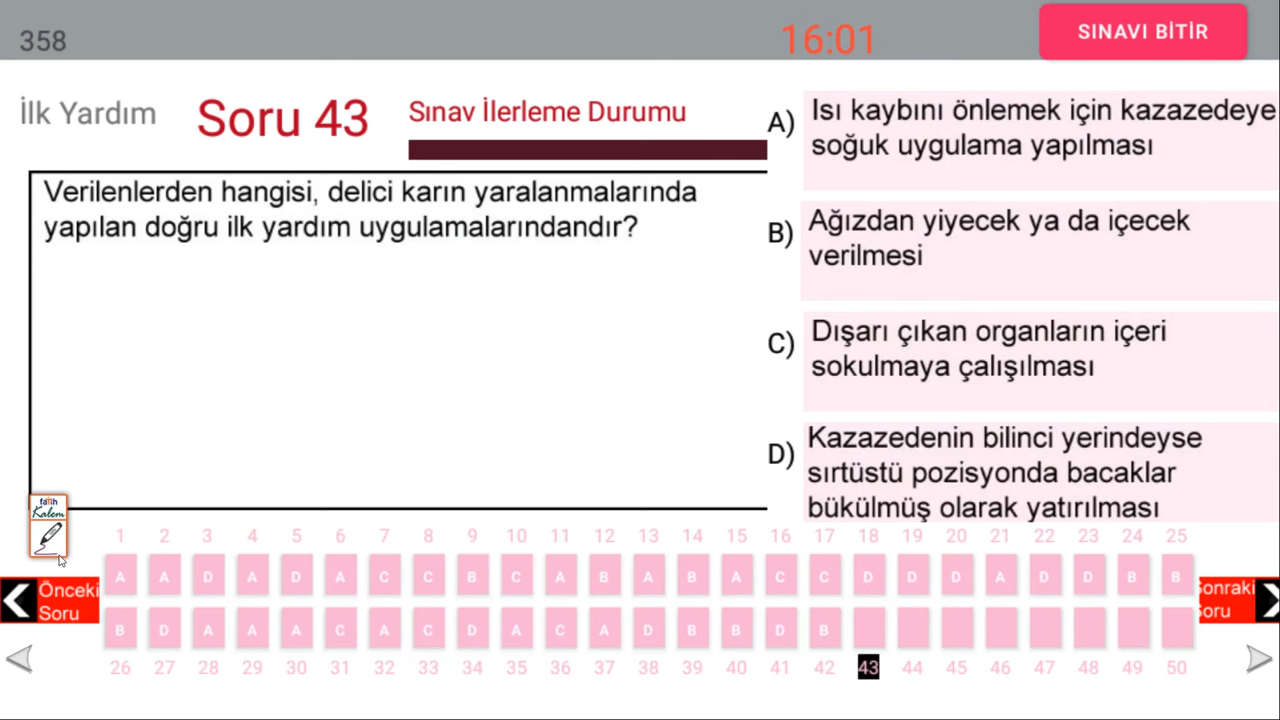 358
16:01
SINAVI BİTİR
İlk Yardım
Soru 43
Sınav İlerleme Durumu
Verilenlerden hangisi, delici karın yaralanmalarında
yapılan doğru ilk yardım uygulamalarındandır?
A)
Isı kaybını önlemek için kazazedeye
soğuk uygulama yapılması
B)
Ağızdan yiyecek ya da içecek
verilmesi
C)
Dışarı çıkan organların içeri
sokulmaya çalışılması
D)
Kazazedenin bilinci yerindeyse
sırtüstü pozisyonda bacaklar
bükülmüş olarak yatırılması
fatih
Kalem
1 2 3 4 5 6 7 8 9 10 11 12 13 14 15 16 17 18 19 20 21 22 23 24 25
A A D A D A C C B C A B A B A C C D D D A D D B B
Önceki
Soru
Sonraki
Soru
B D A A A C A C D A C A D B B D B
26 27 28 29 30 31 32 33 34 35 36 37 38 39 40 41 42 43 44 45 46 47 48 49 50